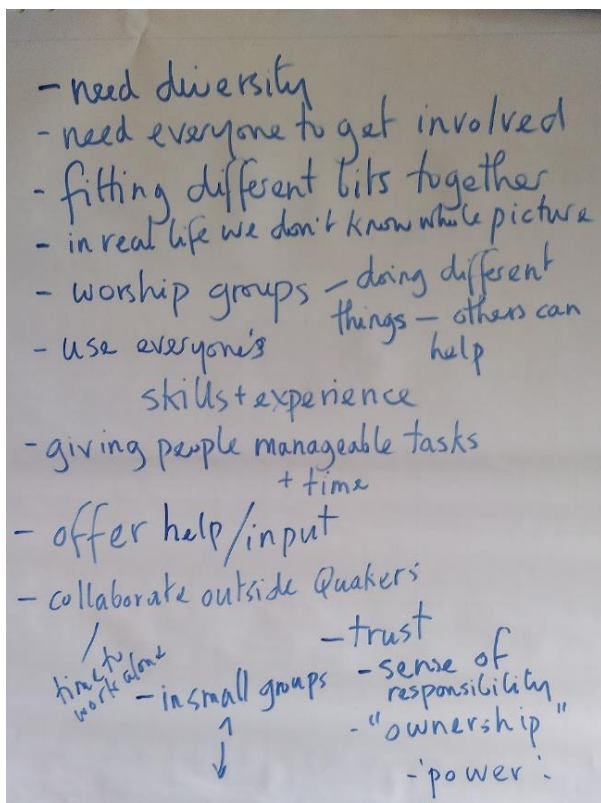 - need diversity
- need everyone to get involved
- fitting different bits together
- in real life we don't know whole picture
- worship groups - doing different
things - others can
help
- use everyone's
skills + experience
- giving people manageable tasks
+ time
- offer help/input
- collaborate outside Quakers
/
time to
work alone
- in small groups
↑
↓
- trust
- sense of
responsibility
- "ownership"
- 'power'